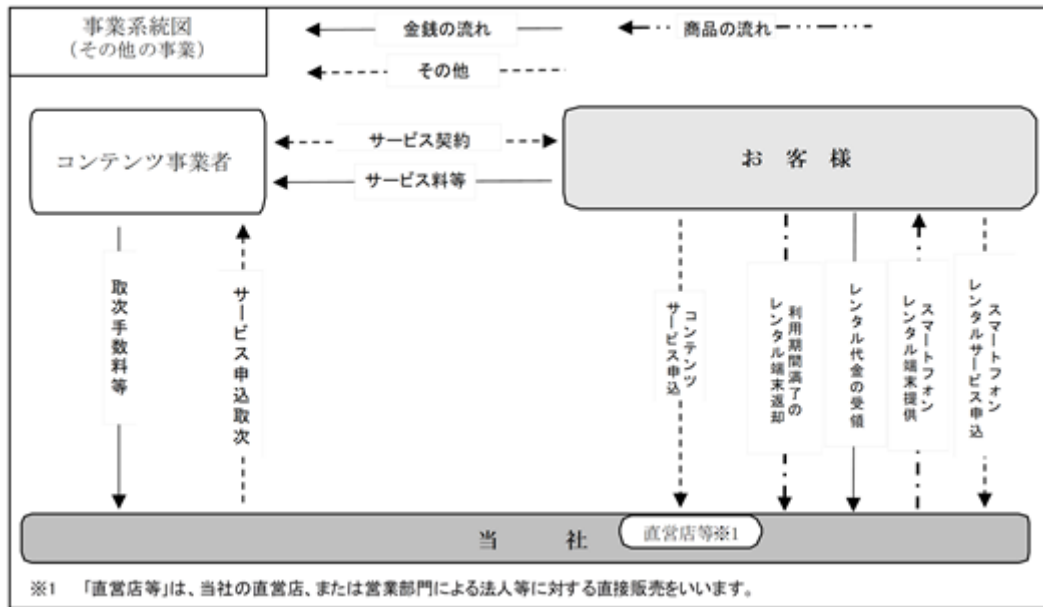 事業系統図
(その他の事業)
金銭の流れ
商品の流れ
その他
コンテンツ事業者
サービス契約
サービス料等
お 客 様
取次手数料等
サービス申込取次
コンテンツ
サービス申込
利用期間満了の
レンタル端末返却
レンタル代金の受領
スマートフォン
レンタル端末提供
スマートフォン
レンタルサービス申込
当 社
直営店等※1
※1 「直営店等」は、当社の直営店、または営業部門による法人等に対する直接販売をいいます。